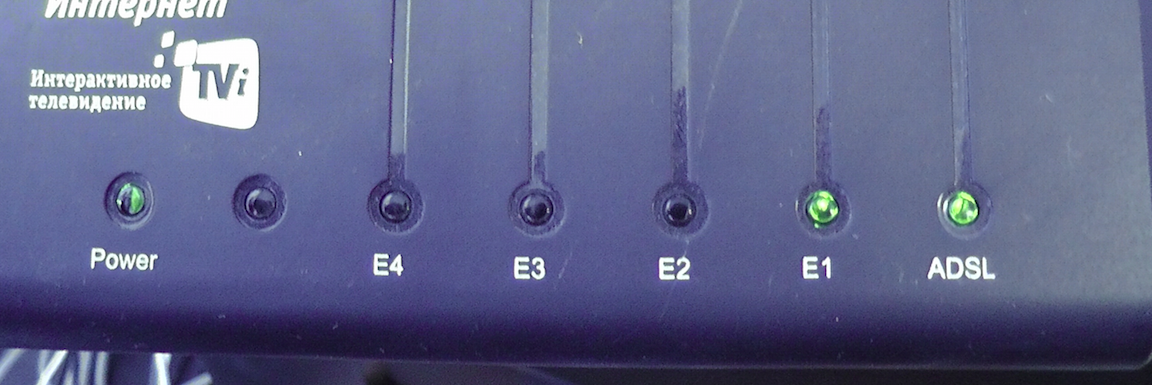 Интернет
Интерактивное
телевидение
TVi
Power
E4
E3
E2
E1
ADSL